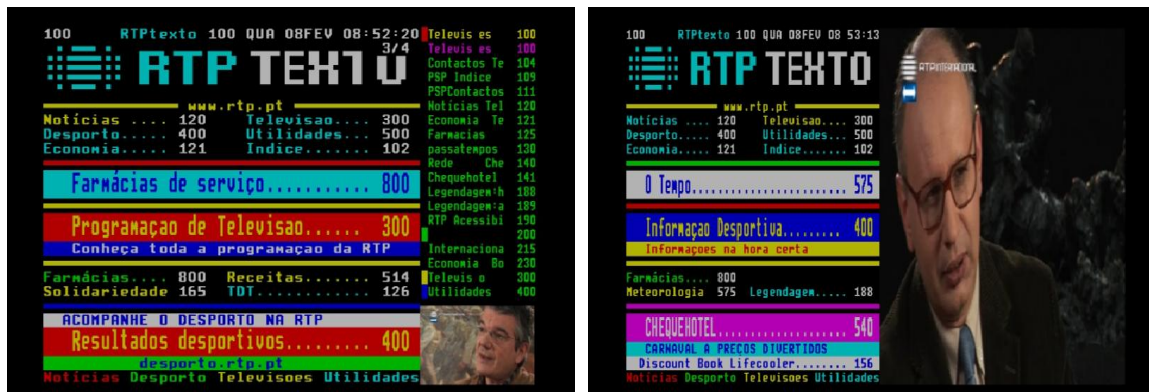 100 RTPtexto 100 QUA 08FEV 08:52:20
3/4
RTP TEXTO
www.rtp.pt
Notícias .... 120 Televisao.... 300
Desporto..... 400 Utilidades... 500
Economia..... 121 Indice....... 102
Farmácias de serviço........... 800
Programaçao de Televisao...... 300
Conheça toda a programaçao da RTP
Farmácias.... 800 Receitas..... 514
Solidariedade 165 TDT.......... 126
ACOMPANHE O DESPORTO NA RTP
Resultados desportivos......... 400
desporto.rtp.pt
Notícias Desporto Televisoes Utilidades
Televis es 100
Televis es 100
Contactos Te 104
PSP Indice 109
PSPContactos 111
Noticias Tel 120
Economia Te 121
Farmacias 125
passatempos 130
Rede Che 140
Chequehotel 141
Legendagem:h 188
Legendagem:a 189
RTP Acessibi 190
200
Internaciona 215
Economia Bo 230
Televis o 300
Utilidades 400
100 RTPtexto 100 QUA 08FEV 08 53:13
RTP TEXTO
www.rtp.pt
Notícias .... 120 Televisao.... 300
Desporto..... 400 Utilidades... 500
Economia..... 121 Indice....... 102
O Tempo....................... 575
Informaçao Desportiva......... 400
Informaçoes na hora certa
Farmácias.... 800
Meteorologia 575 Legendagem..... 188
CHEQUEHOTEL................... 540
CARNAVAL A PRECOS DIVERTIDOS
Discount Book Lifecooler........ 156
Notícias Desporto Televisoes Utilidades
RTP INTERNACIONAL